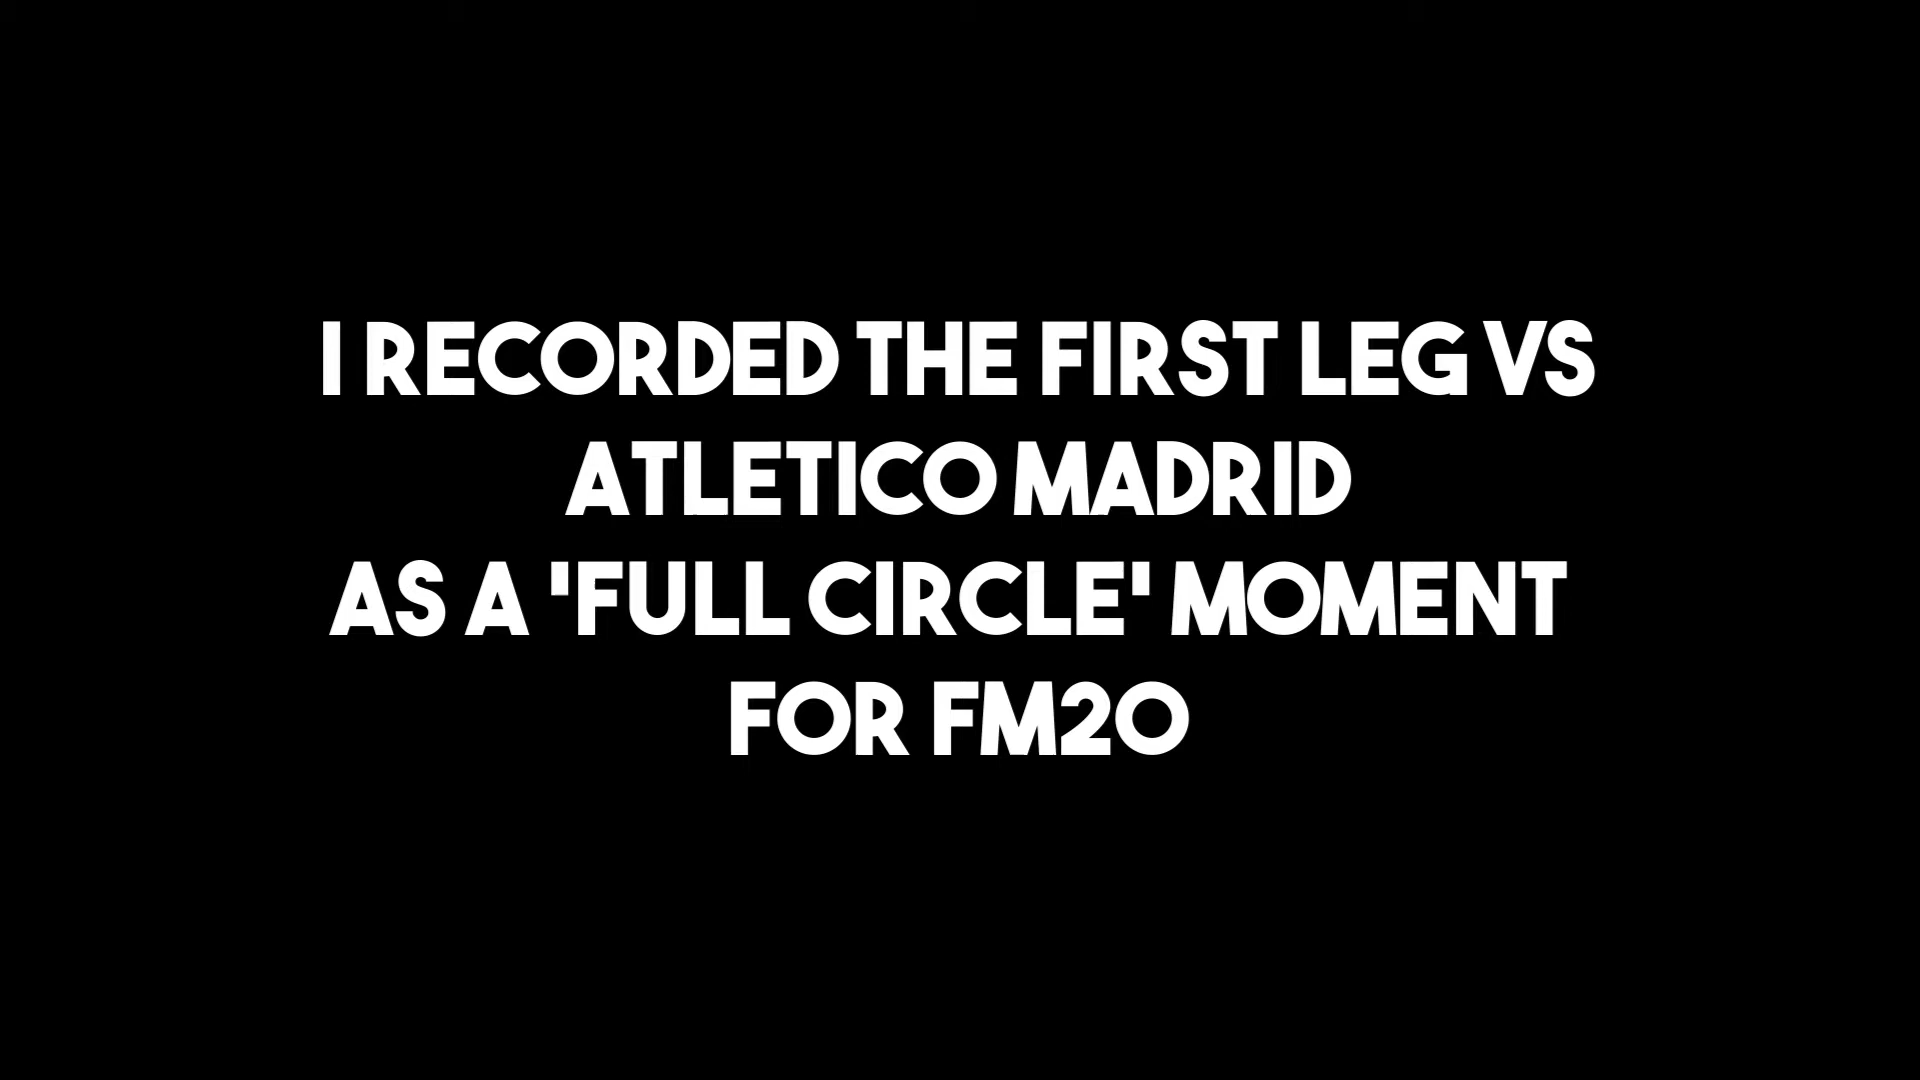 I RECORDED THE FIRST LEG VS
ATLETICO MADRID
AS A 'FULL CIRCLE' MOMENT
FOR FM20